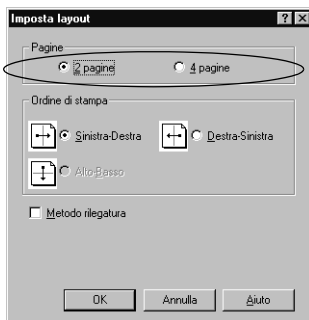 Imposta layout
Pagine
2 pagine
4 pagine
Ordine di stampa
Sinistra-Destra
Destra-Sinistra
Alto-Basso
Metodo rilegatura
OK
Annulla
Aiuto